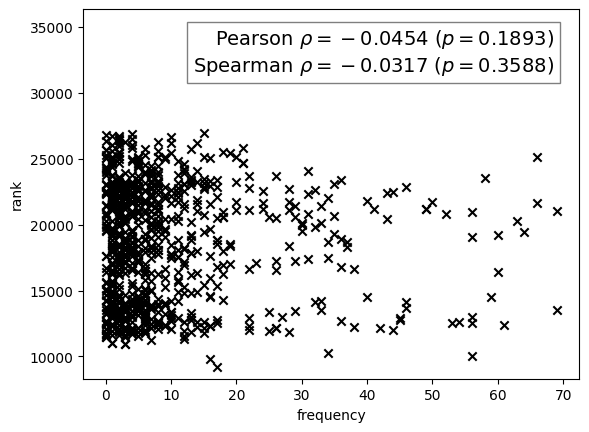 Pearson ρ = −0.0454 (p = 0.1893)
Spearman ρ = −0.0317 (p = 0.3588)
35000
30000
25000
20000
15000
10000
rank
0 10 20 30 40 50 60 70
frequency